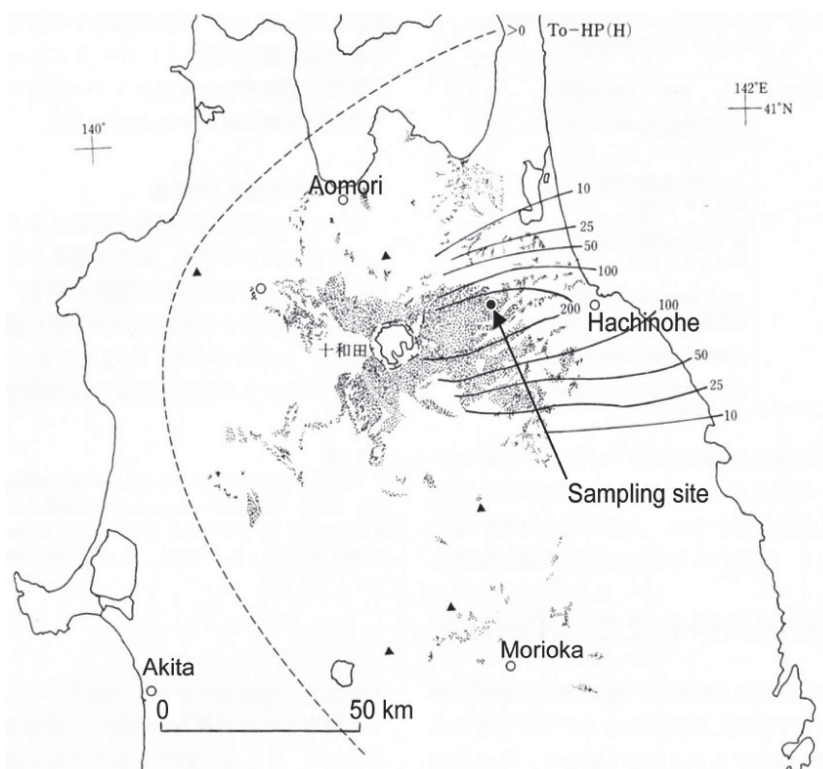 >0
To-HP(H)
142°E
41°N
140°
Aomori
10
25
50
100
200
Hachinohe
100
十和田
50
25
10
Sampling site
Morioka
Akita
0
50 km